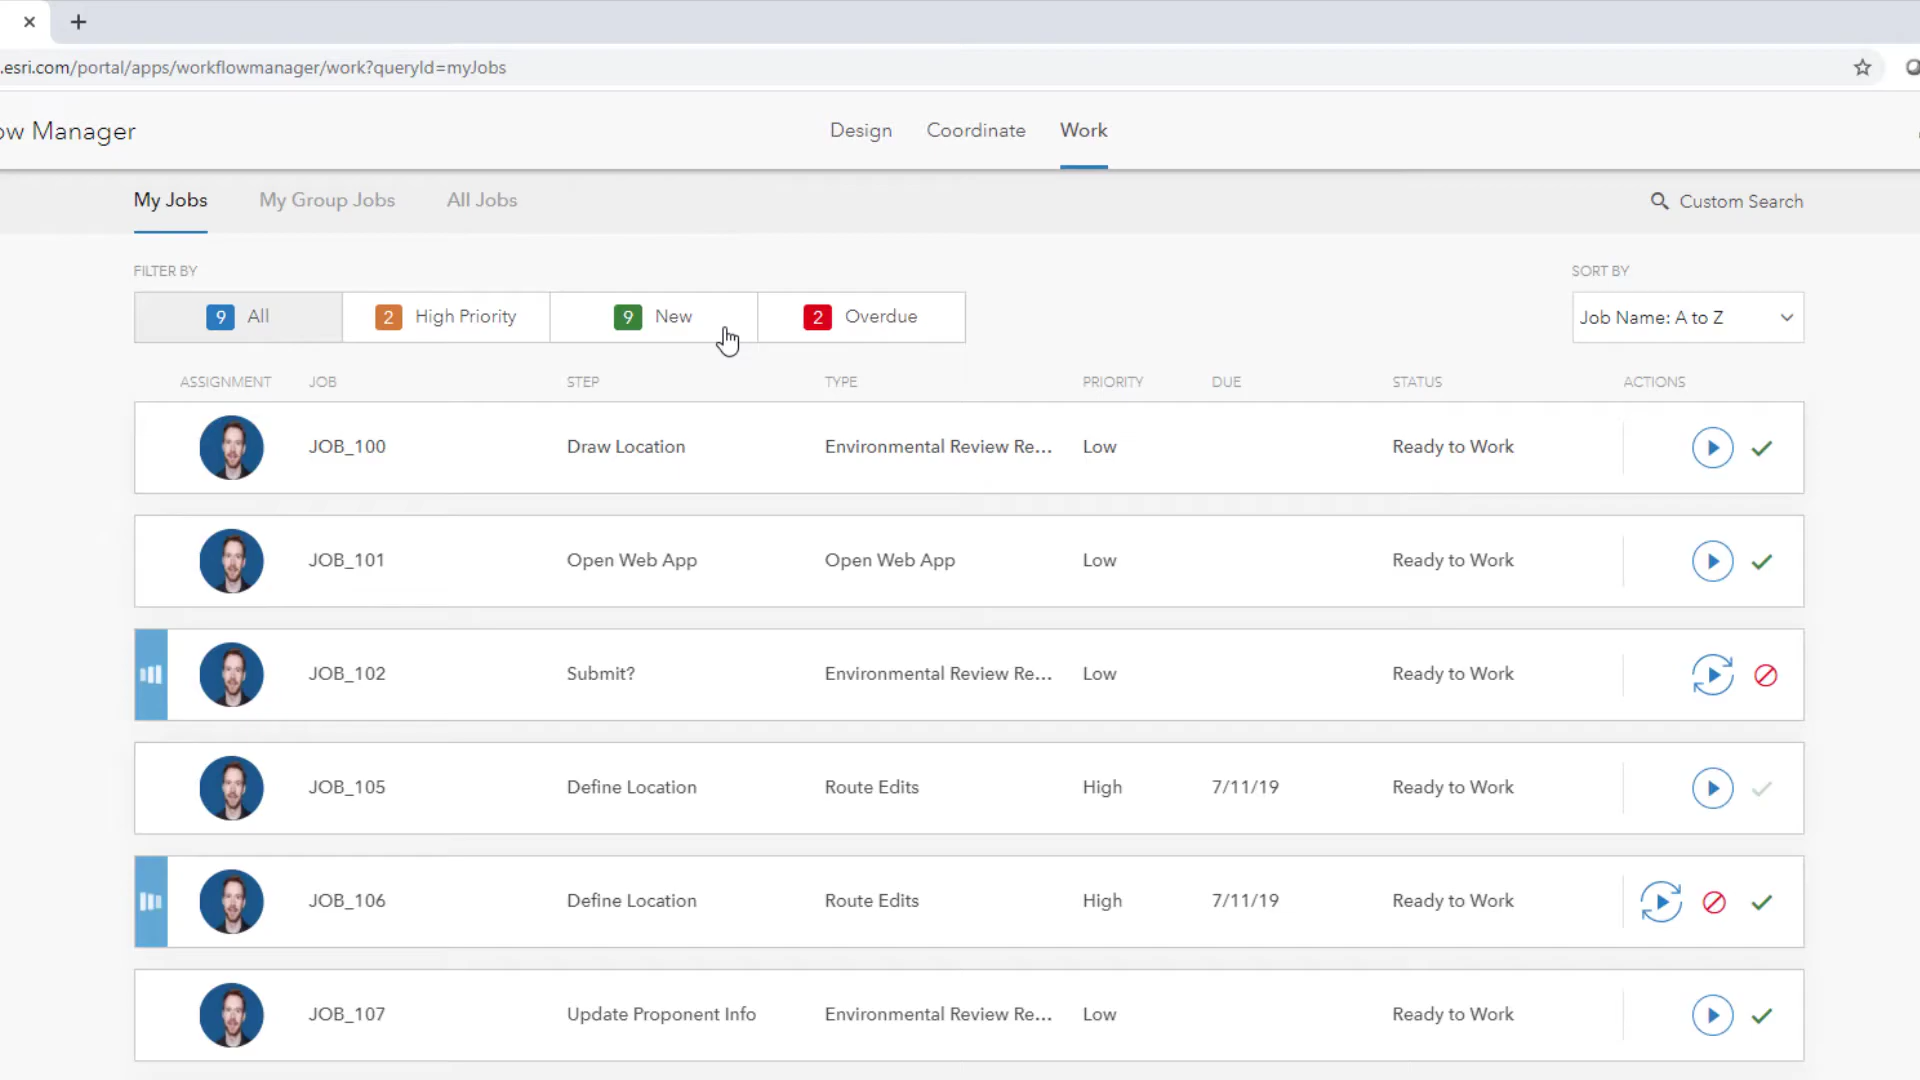 .esri.com/portal/apps/workflowmanager/work?queryId=myJobs
ow Manager
Design Coordinate Work
My Jobs My Group Jobs All Jobs Custom Search
FILTER BY SORT BY
9 All 2 High Priority 9 New 2 Overdue Job Name: A to Z
ASSIGNMENT JOB STEP TYPE PRIORITY DUE STATUS ACTIONS
JOB_100 Draw Location Environmental Review Re... Low Ready to Work
JOB_101 Open Web App Open Web App Low Ready to Work
JOB_102 Submit? Environmental Review Re... Low Ready to Work
JOB_105 Define Location Route Edits High 7/11/19 Ready to Work
JOB_106 Define Location Route Edits High 7/11/19 Ready to Work
JOB_107 Update Proponent Info Environmental Review Re... Low Ready to Work